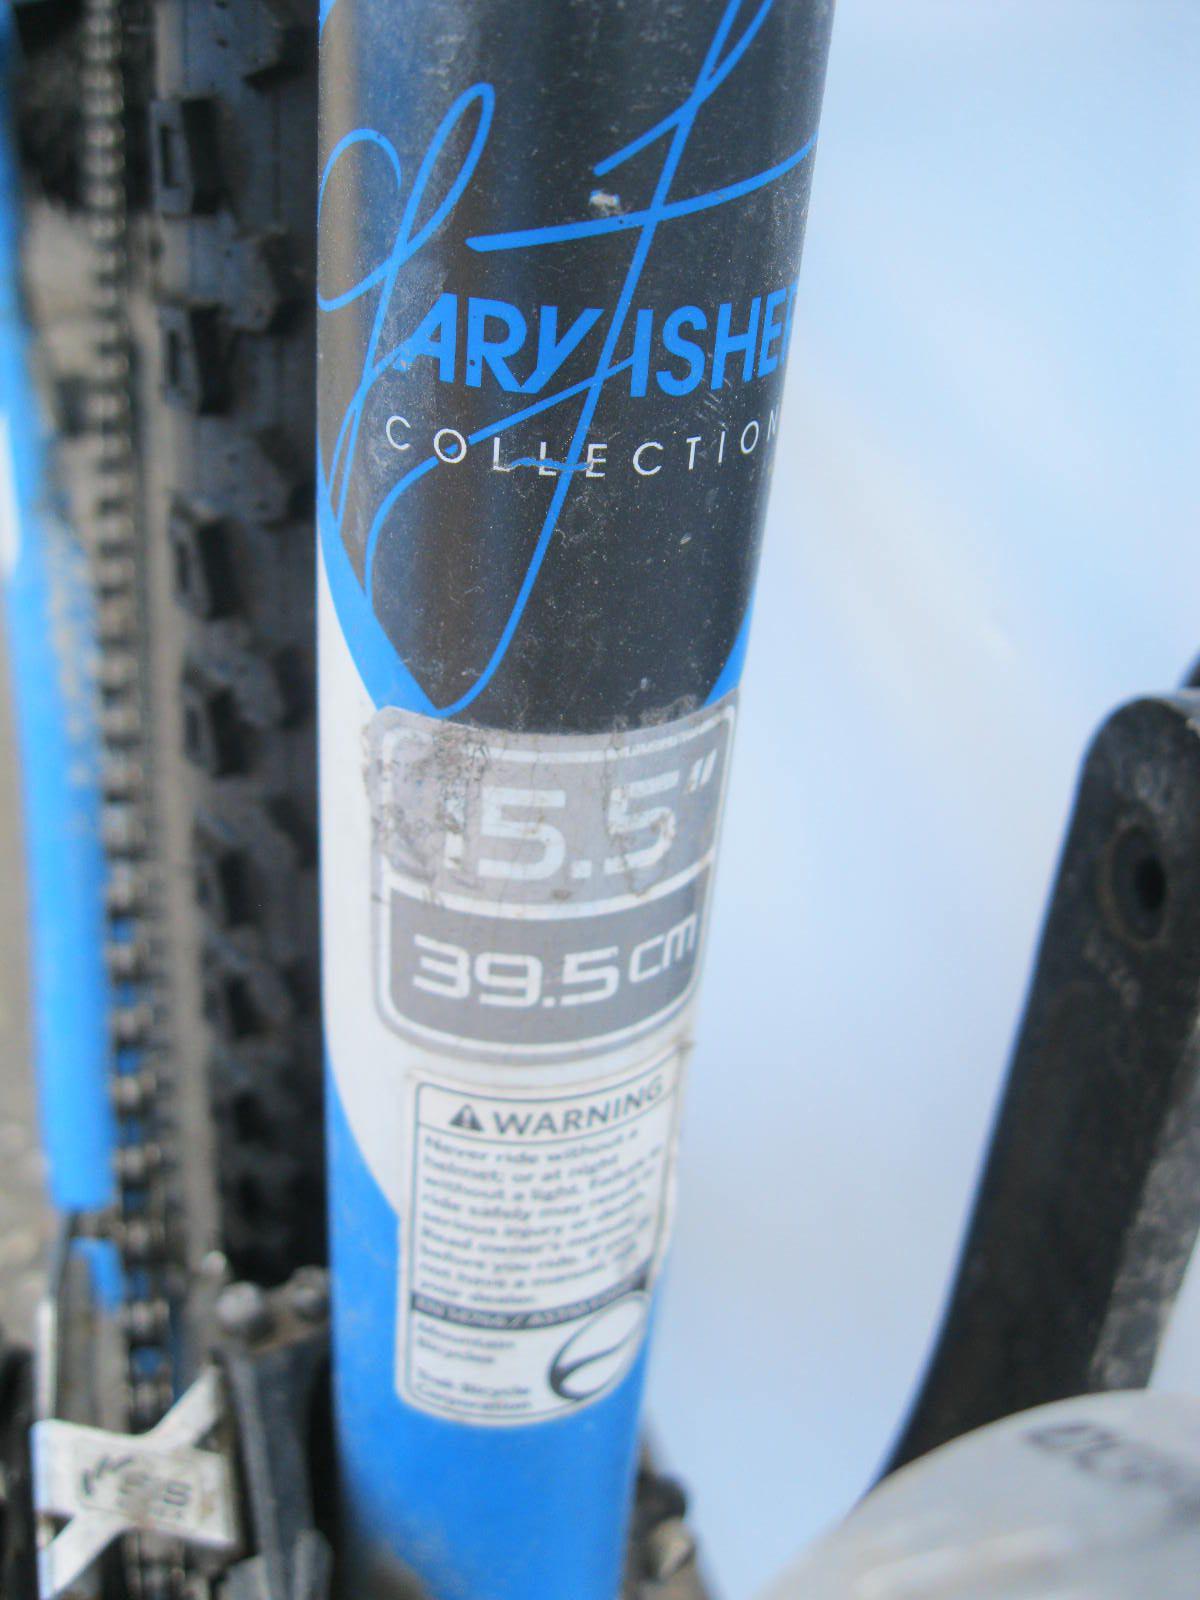 GARY FISHER
COLLECTION
15.5"
39.5cm
WARNING
Never ride without a
helmet; or at night
without a light. Failure to
ride safely may result in
serious injury or death.
Read owner's manual
before you ride. If you do
not have a manual, ask
your dealer.
Mountain
Bicycles
Trek Bicycle
Corporation